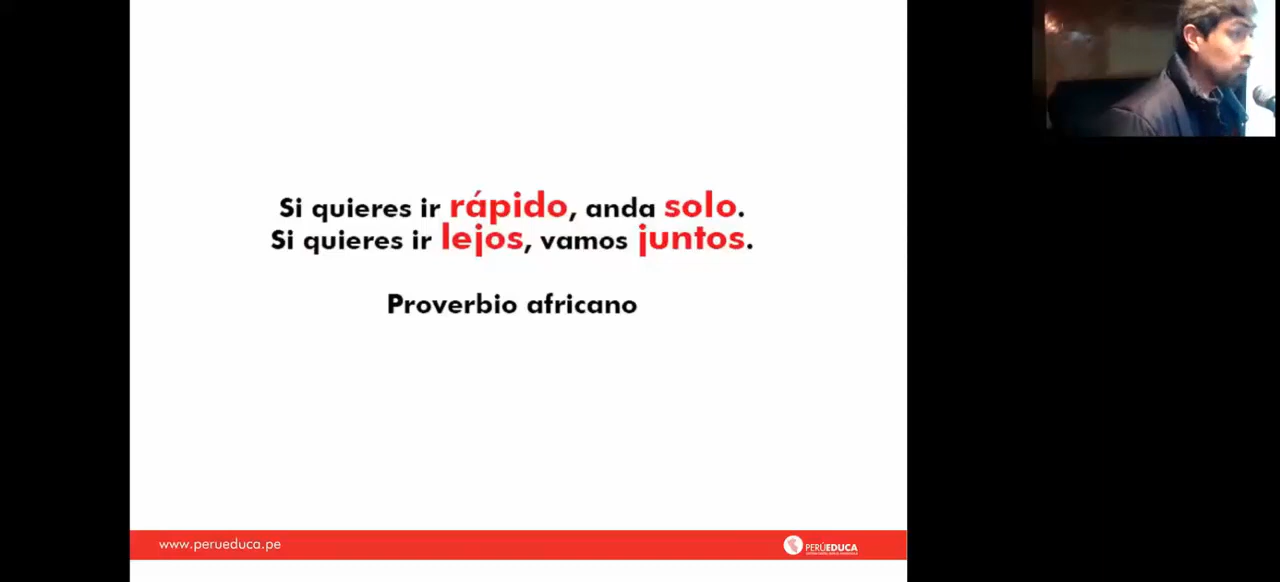 Si quieres ir rápido, anda solo.
Si quieres ir lejos, vamos juntos.
Proverbio africano
www.perueduca.pe
PERÚEDUCA